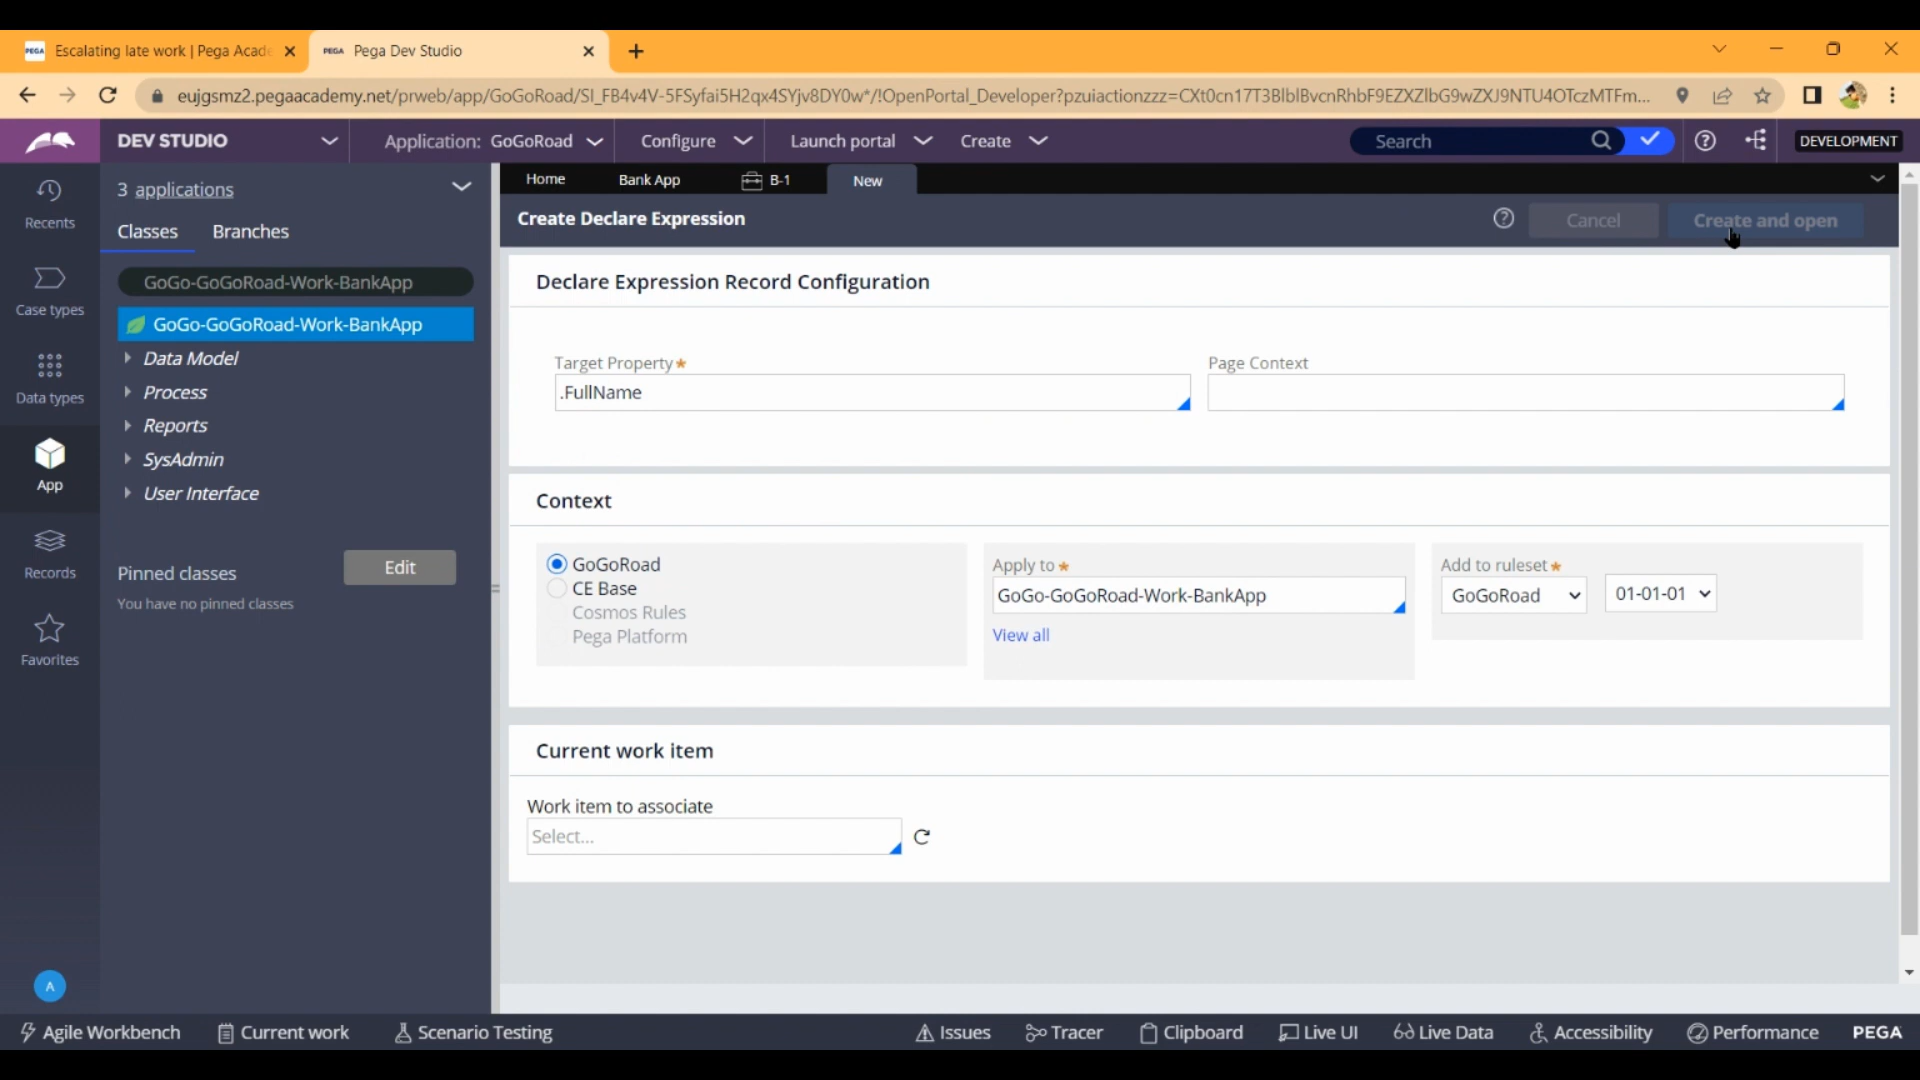 PEGA Escalating late work | Pega Acade
PEGA Pega Dev Studio
eujgsmz2.pegaacademy.net/prweb/app/GoGoRoad/SI_FB4v4V-5FSyfai5H2qx4SYjv8DY0w*/!OpenPortal_Developer?pzuiactionzzz=CXt0cn17T3BlblBvcnRhbF9EZXZlbG9wZXJ9NTU4OTczMTFm...
DEV STUDIO
Application: GoGoRoad
Configure
Launch portal
Create
Search
DEVELOPMENT
Recents
Case types
Data types
App
Records
Favorites
A
3 applications
Classes
Branches
GoGo-GoGoRoad-Work-BankApp
GoGo-GoGoRoad-Work-BankApp
Data Model
Process
Reports
SysAdmin
User Interface
Pinned classes
Edit
You have no pinned classes
Home
Bank App
B-1
New
Create Declare Expression
Cancel
Create and open
Declare Expression Record Configuration
Target Property★
.FullName
Page Context
Context
GoGoRoad
CE Base
Cosmos Rules
Pega Platform
Apply to★
GoGo-GoGoRoad-Work-BankApp
View all
Add to ruleset★
GoGoRoad
01-01-01
Current work item
Work item to associate
Select...
Agile Workbench
Current work
Scenario Testing
Issues
Tracer
Clipboard
Live UI
Live Data
Accessibility
Performance
PEGA